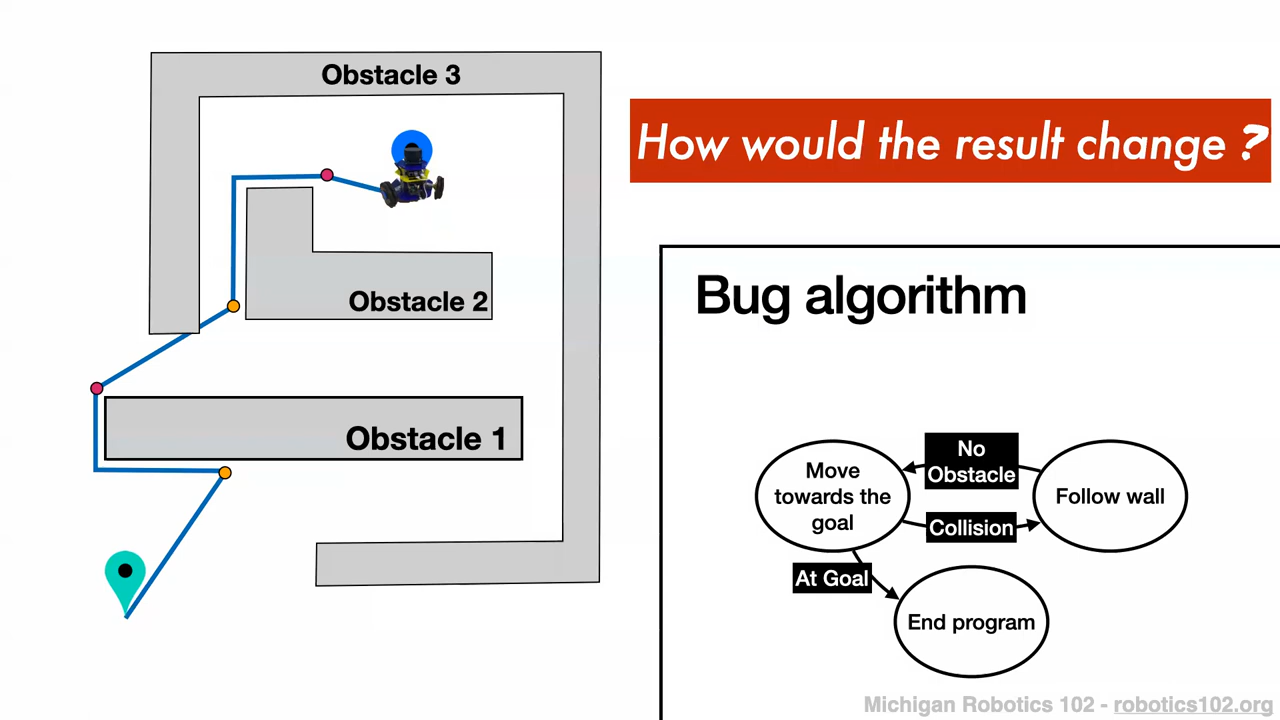 Obstacle 3
How would the result change ?
Obstacle 2
Obstacle 1
Bug algorithm
No
Obstacle
Move
towards the
goal
Follow wall
Collision
At Goal
End program
Michigan Robotics 102 - robotics102.org